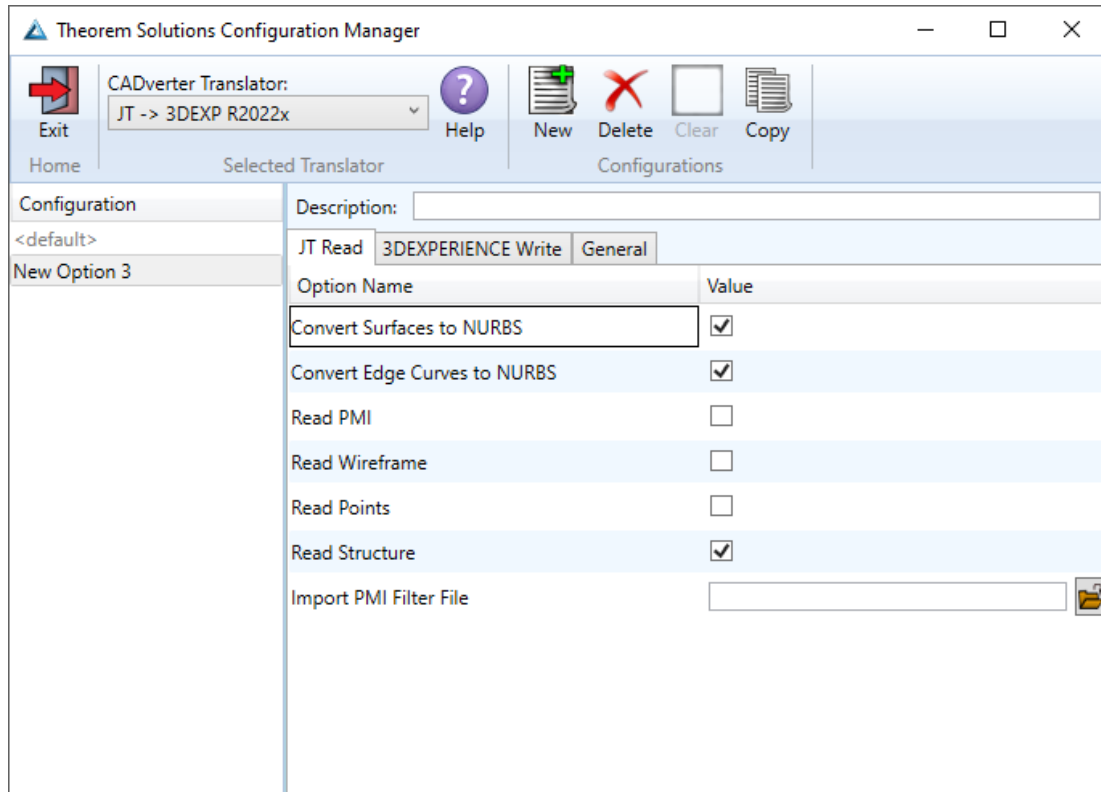 Theorem Solutions Configuration Manager
CADverter Translator:
JT -> 3DEXP R2022x
Exit
Help
New
Delete
Clear
Copy
Home
Selected Translator
Configurations
Configuration
Description:
<default>
JT Read
3DEXPERIENCE Write
General
New Option 3
Option Name
Value
Convert Surfaces to NURBS
Convert Edge Curves to NURBS
Read PMI
Read Wireframe
Read Points
Read Structure
Import PMI Filter File